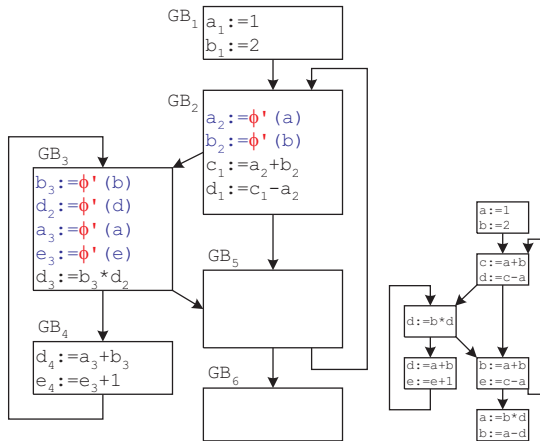 GB1
a1:=1
b1:=2
GB2
a2:=ϕ'(a)
b2:=ϕ'(b)
c1:=a2+b2
d1:=c1-a2
GB3
b3:=ϕ'(b)
d2:=ϕ'(d)
a3:=ϕ'(a)
e3:=ϕ'(e)
d3:=b3*d2
GB4
d4:=a3+b3
e4:=e3+1
GB5
GB6
a:=1
b:=2
c:=a+b
d:=c-a
d:=b*d
d:=a+b
e:=e+1
b:=a+b
e:=c-a
a:=b*d
b:=a-d